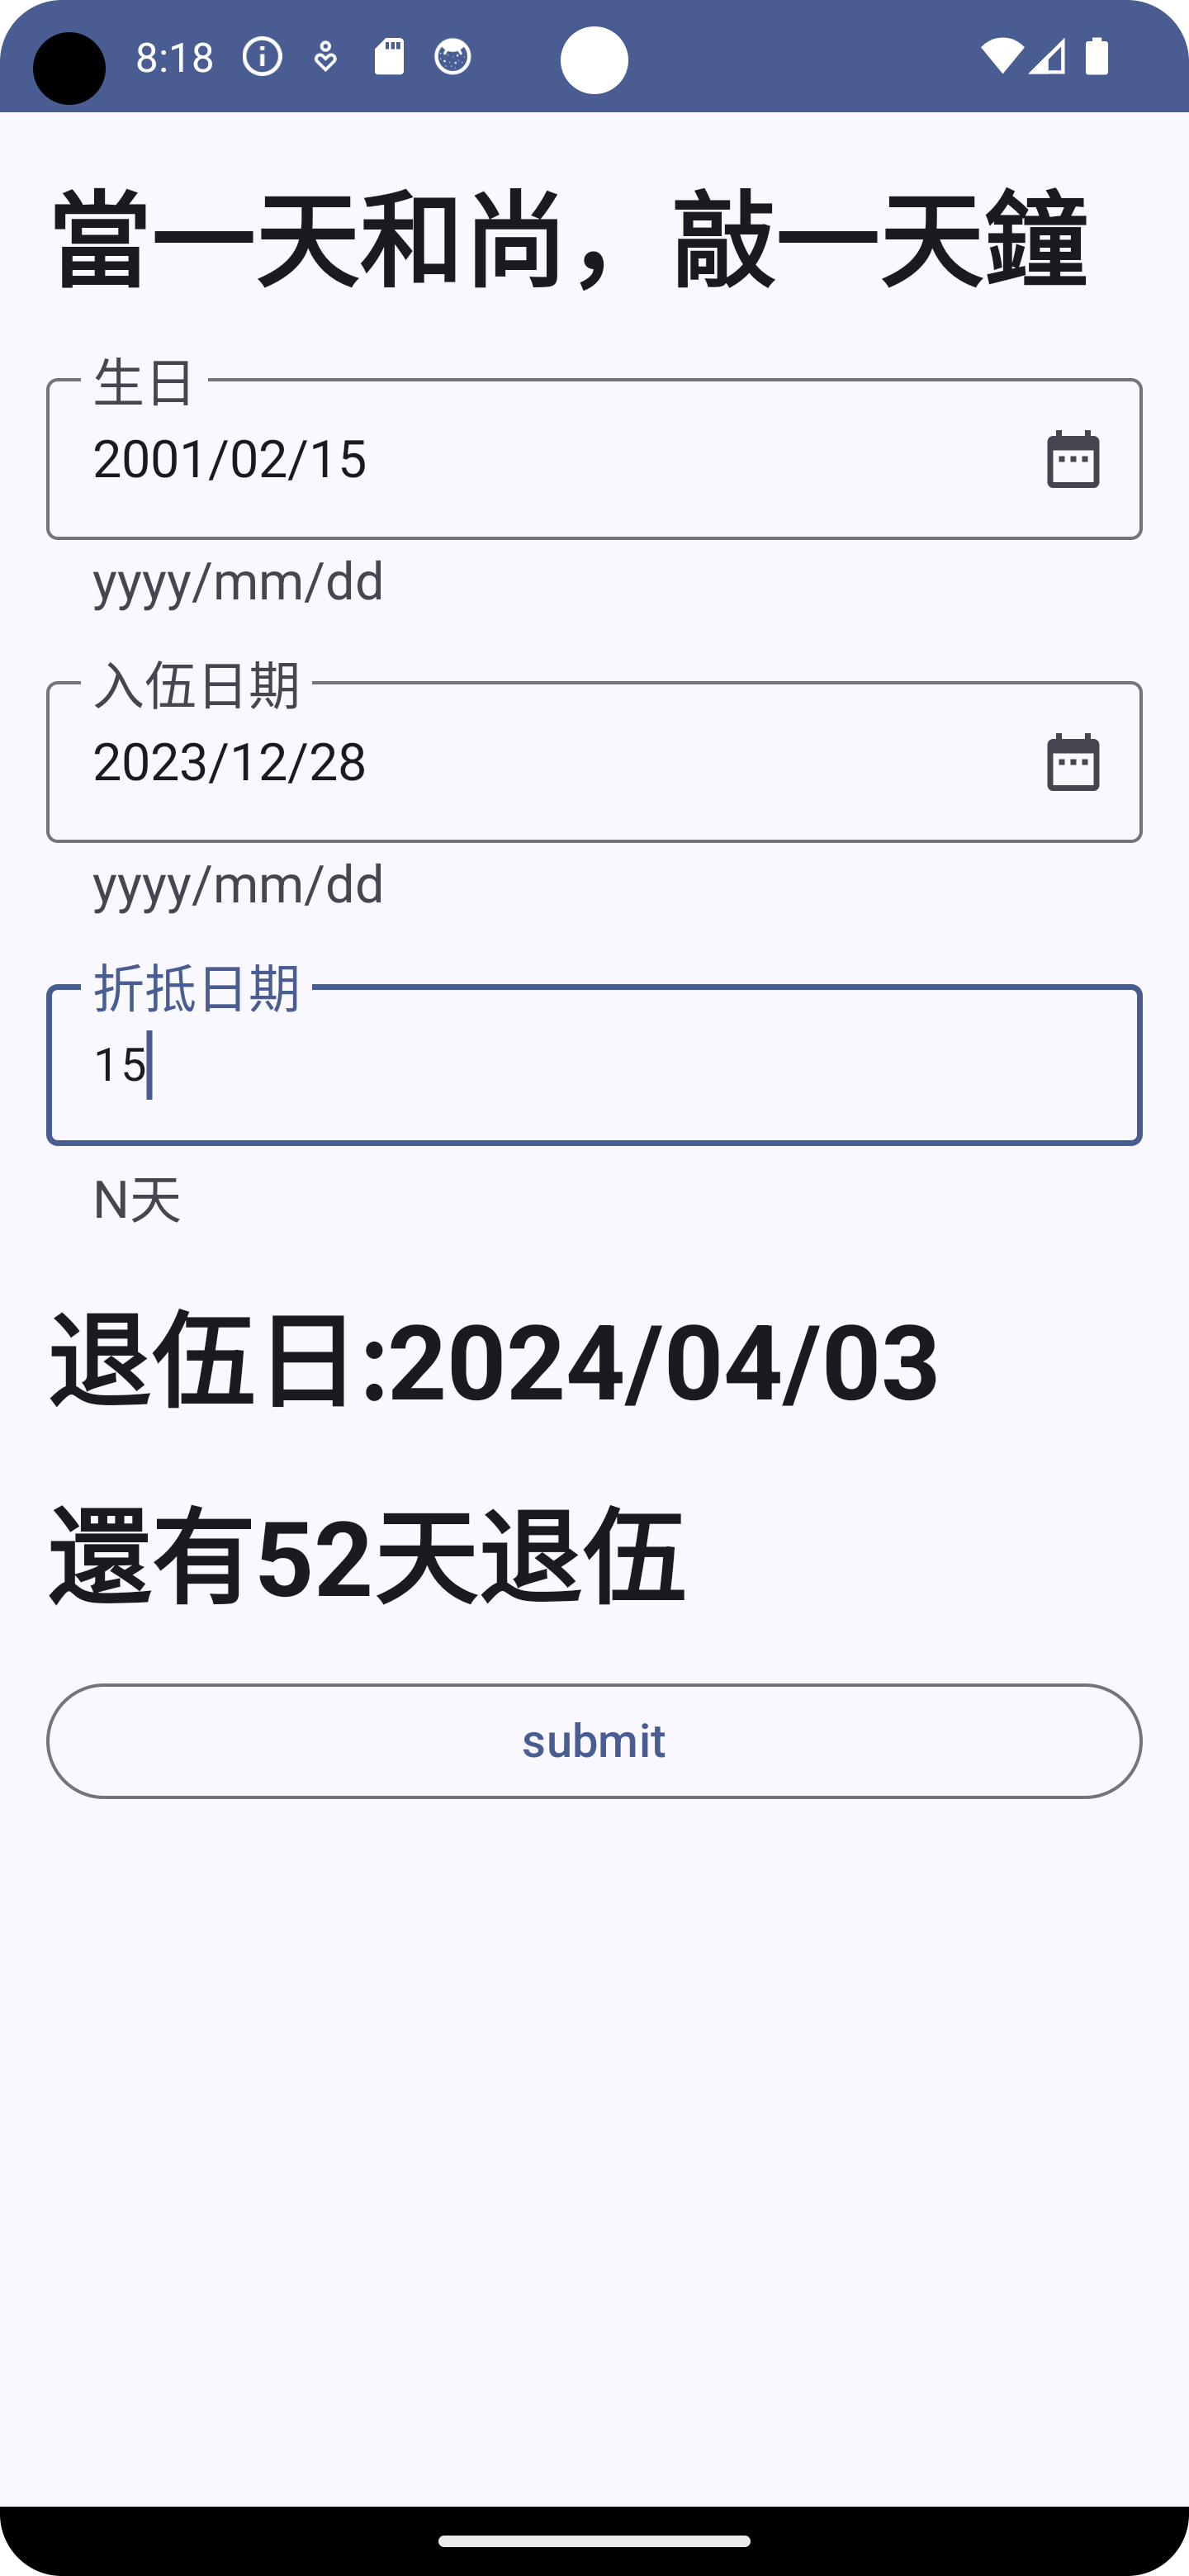 8:18
當一天和尚，敲一天鐘
生日
2001/02/15
yyyy/mm/dd
入伍日期
2023/12/28
yyyy/mm/dd
折抵日期
15
N天
退伍日:2024/04/03
還有52天退伍
submit